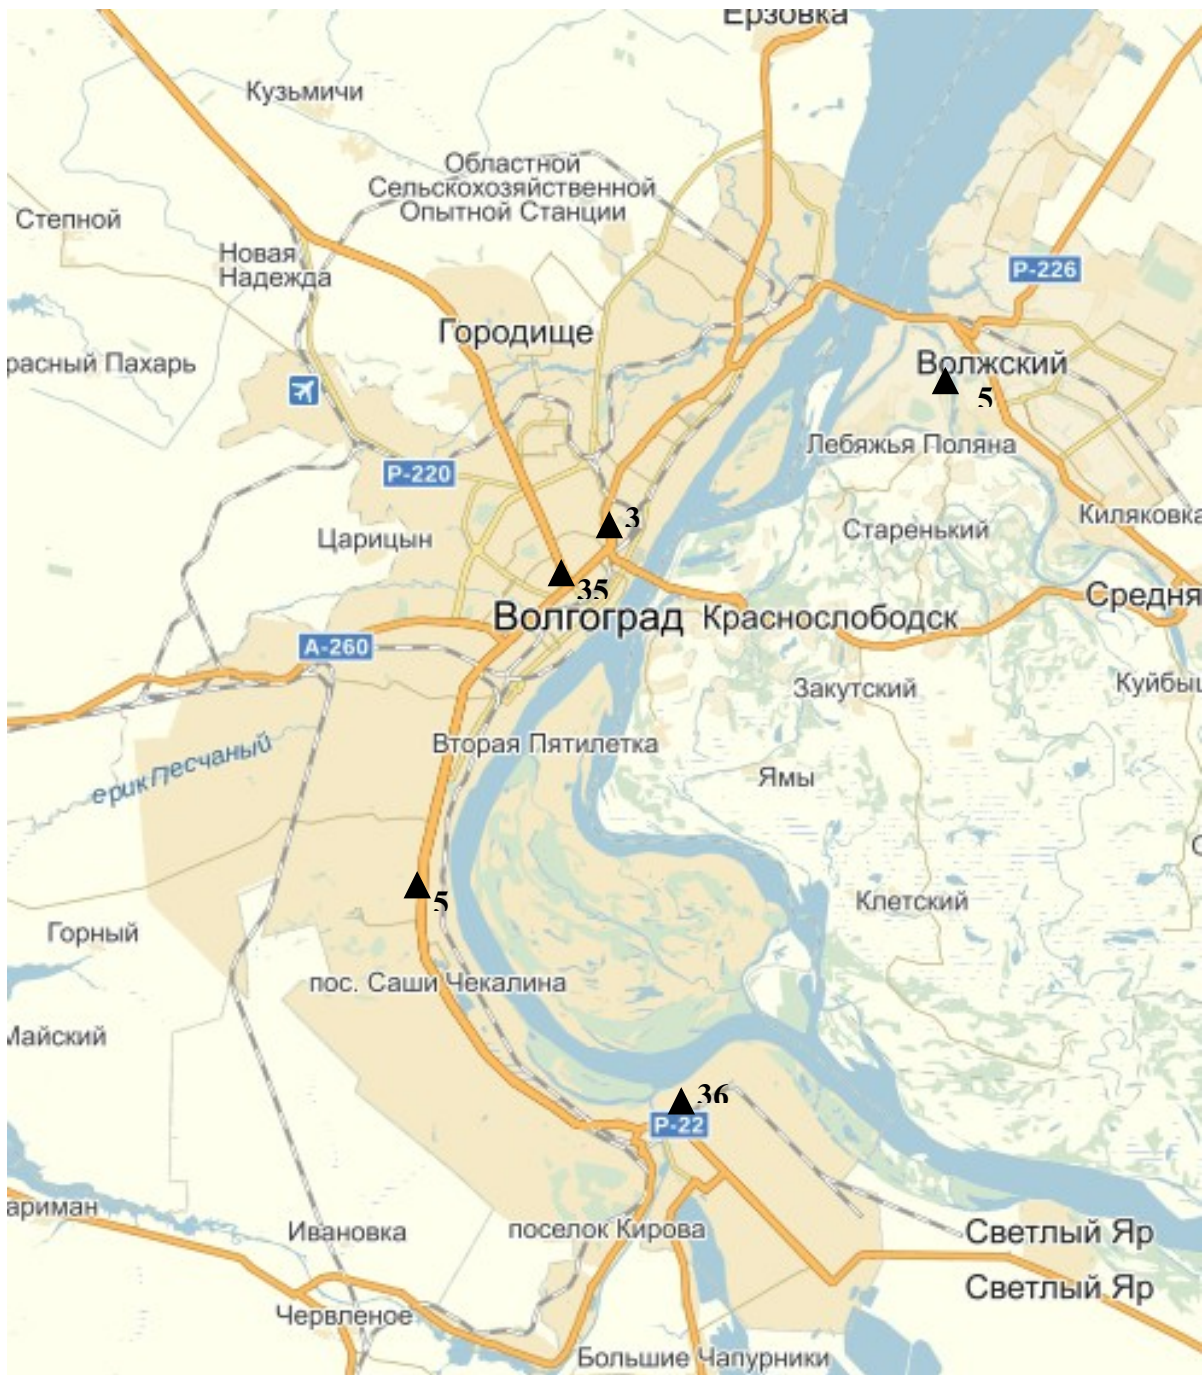 Ерзовка
Кузьмичи
Областной
Сельскохозяйственной
Опытной Станции
Степной
Новая
Надежда
Р-226
Городище
расный Пахарь
Волжский
5
Лебяжья Поляна
Р-220
3
Старенький
Киляковка
Царицын
35
Средня
Волгоград
Краснослободск
А-260
Закутский
Куйбыш
Вторая Пятилетка
ерик Песчаный
Ямы
С
5
Клетский
Горный
пос. Саши Чекалина
Майский
36
Р-22
ариман
Ивановка
поселок Кирова
Светлый Яр
Светлый Яр
Червленое
Большие Чапурники